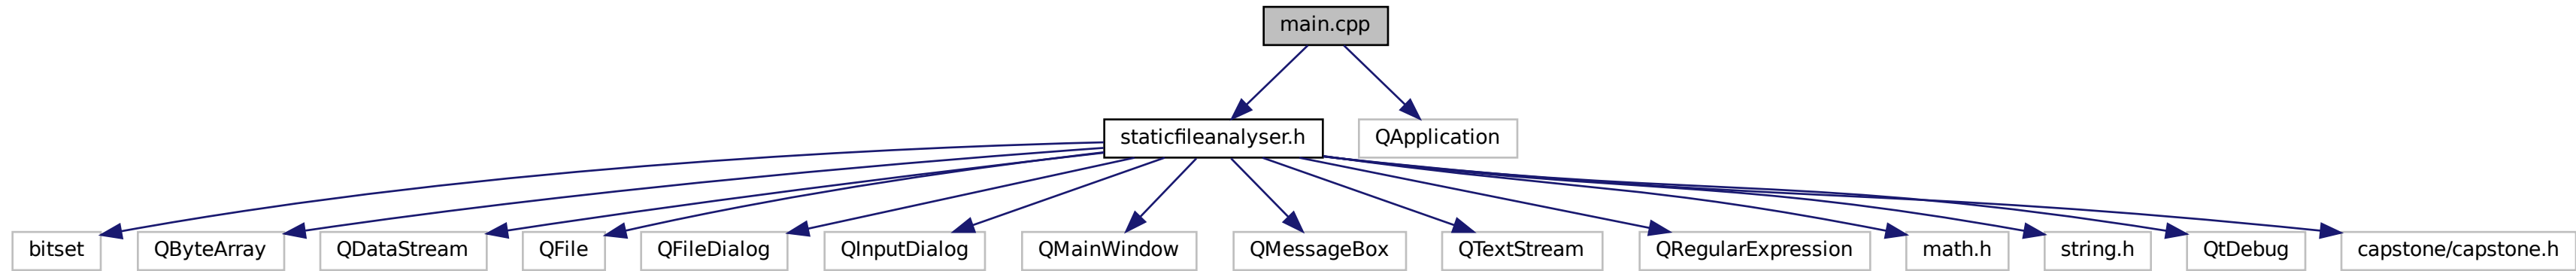 main.cpp
staticfileanalyser.h
QApplication
bitset
QByteArray
QDataStream
QFile
QFileDialog
QInputDialog
QMainWindow
QMessageBox
QTextStream
QRegularExpression
math.h
string.h
QtDebug
capstone/capstone.h